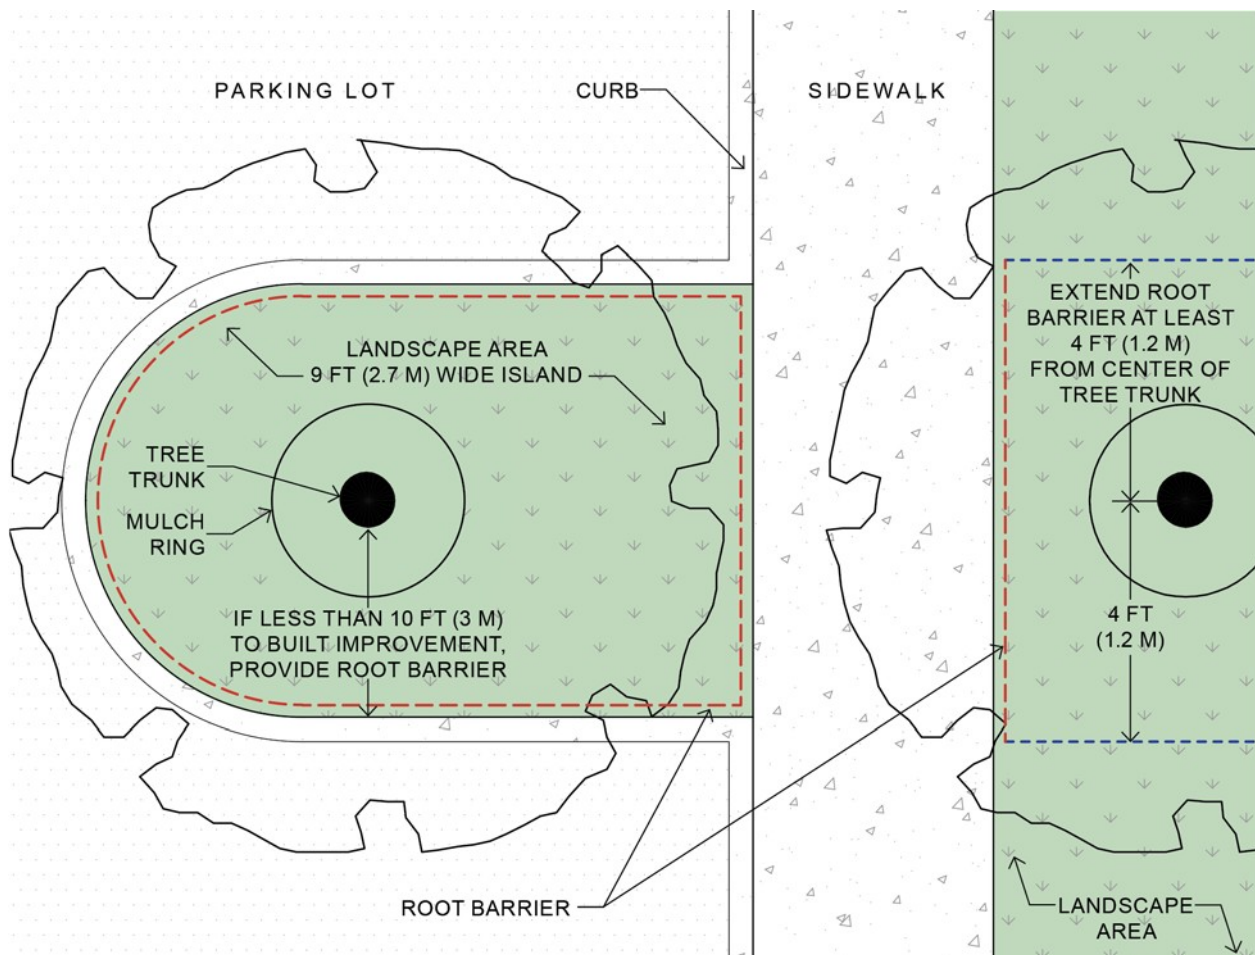 PARKING LOT
CURB
SIDEWALK
EXTEND ROOT
BARRIER AT LEAST
4 FT (1.2 M)
FROM CENTER OF
TREE TRUNK
LANDSCAPE AREA
9 FT (2.7 M) WIDE ISLAND
TREE
TRUNK
MULCH
RING
IF LESS THAN 10 FT (3 M)
TO BUILT IMPROVEMENT,
PROVIDE ROOT BARRIER
4 FT
(1.2 M)
ROOT BARRIER
LANDSCAPE
AREA